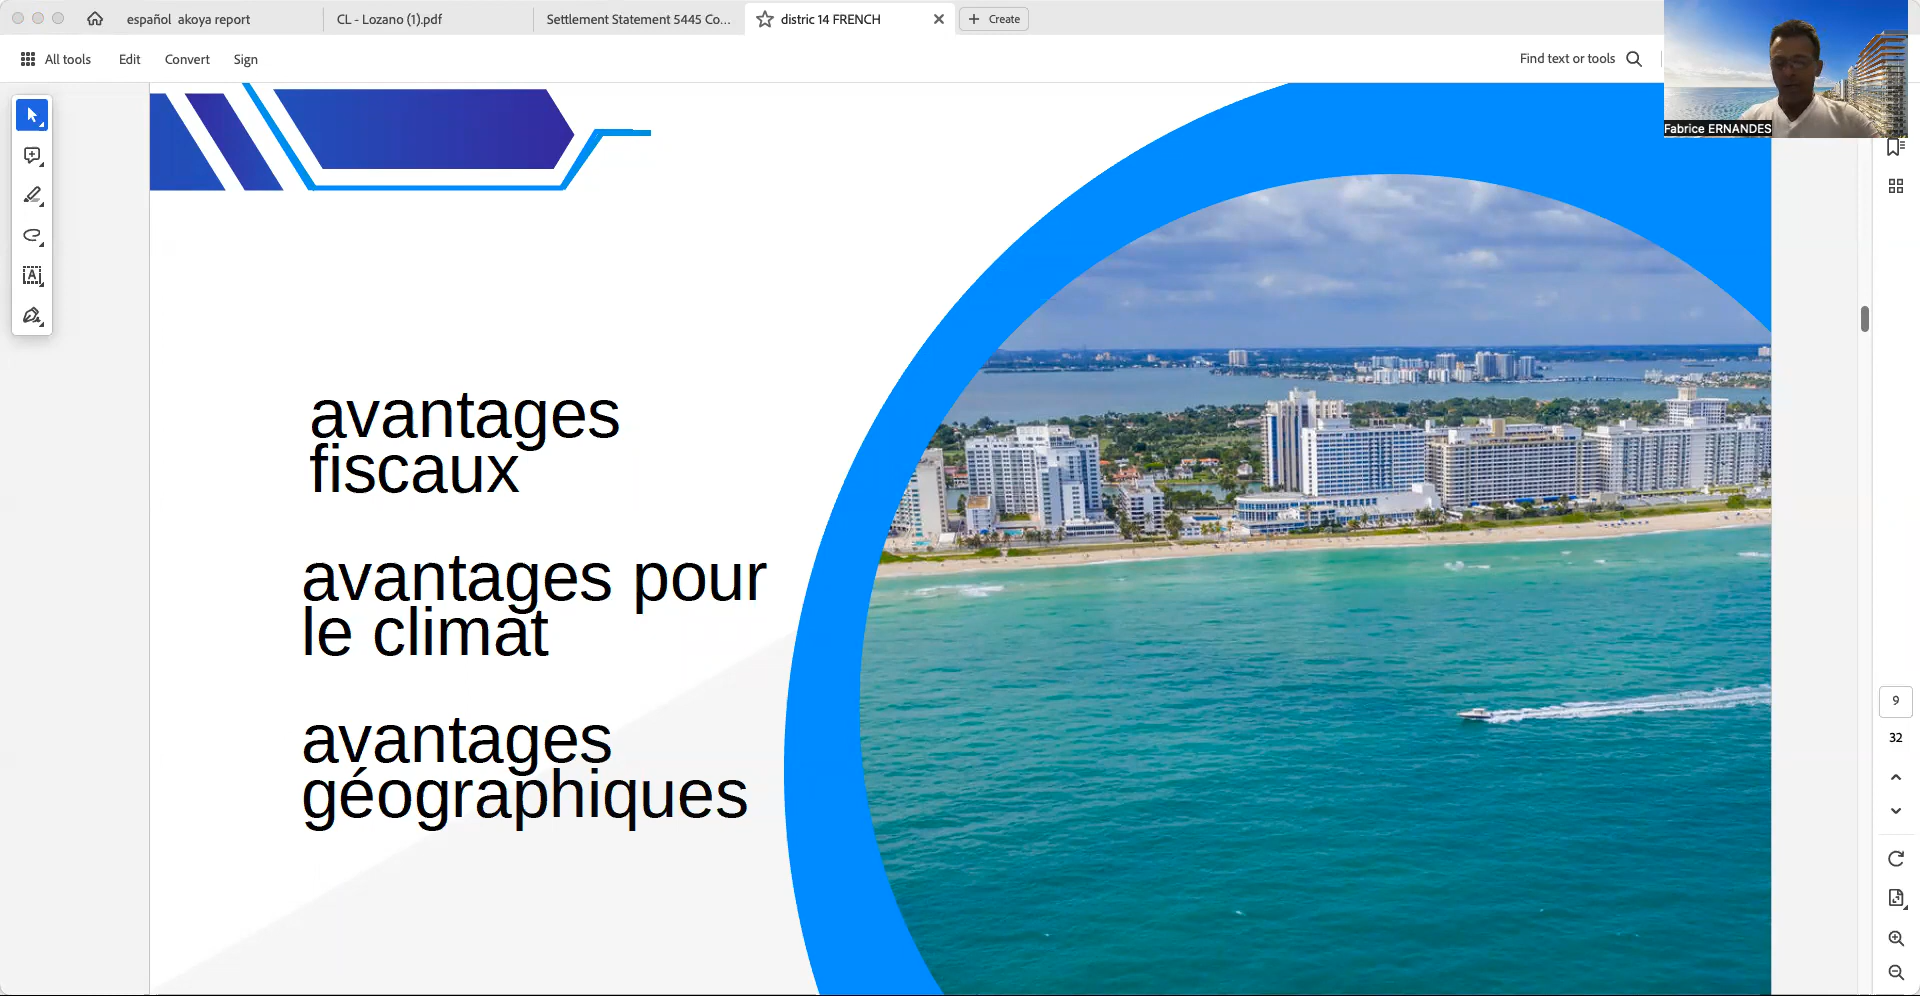 español akoya report
CL - Lozano (1).pdf
Settlement Statement 5445 Co...
distric 14 FRENCH
Create
All tools
Edit
Convert
Sign
Find text or tools
Fabrice ERNANDES
avantages
fiscaux
avantages pour
le climat
avantages
géographiques
9
32